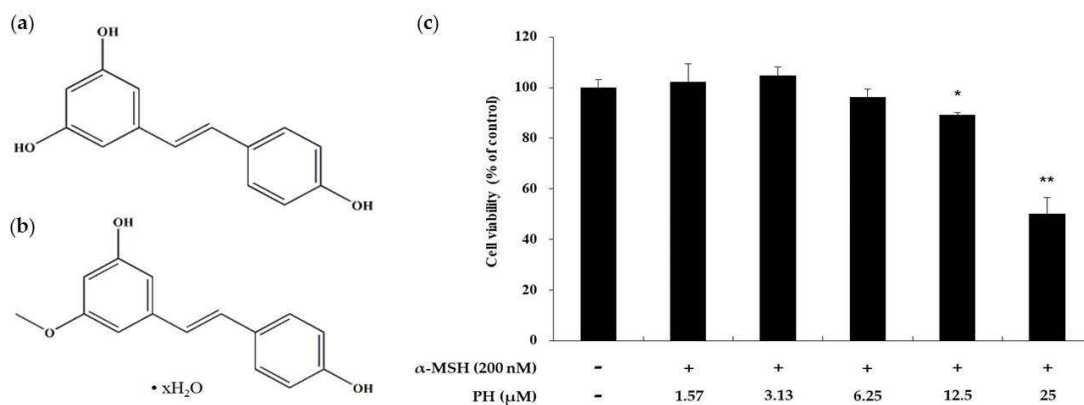 (a)
OH
HO
OH
(b)
OH
O
OH
• xH₂O
(c)
Cell viability (% of control)
120
100
80
60
40
20
0
*
**
α-MSH (200 nM) - + + + + +
PH (μM) - 1.57 3.13 6.25 12.5 25